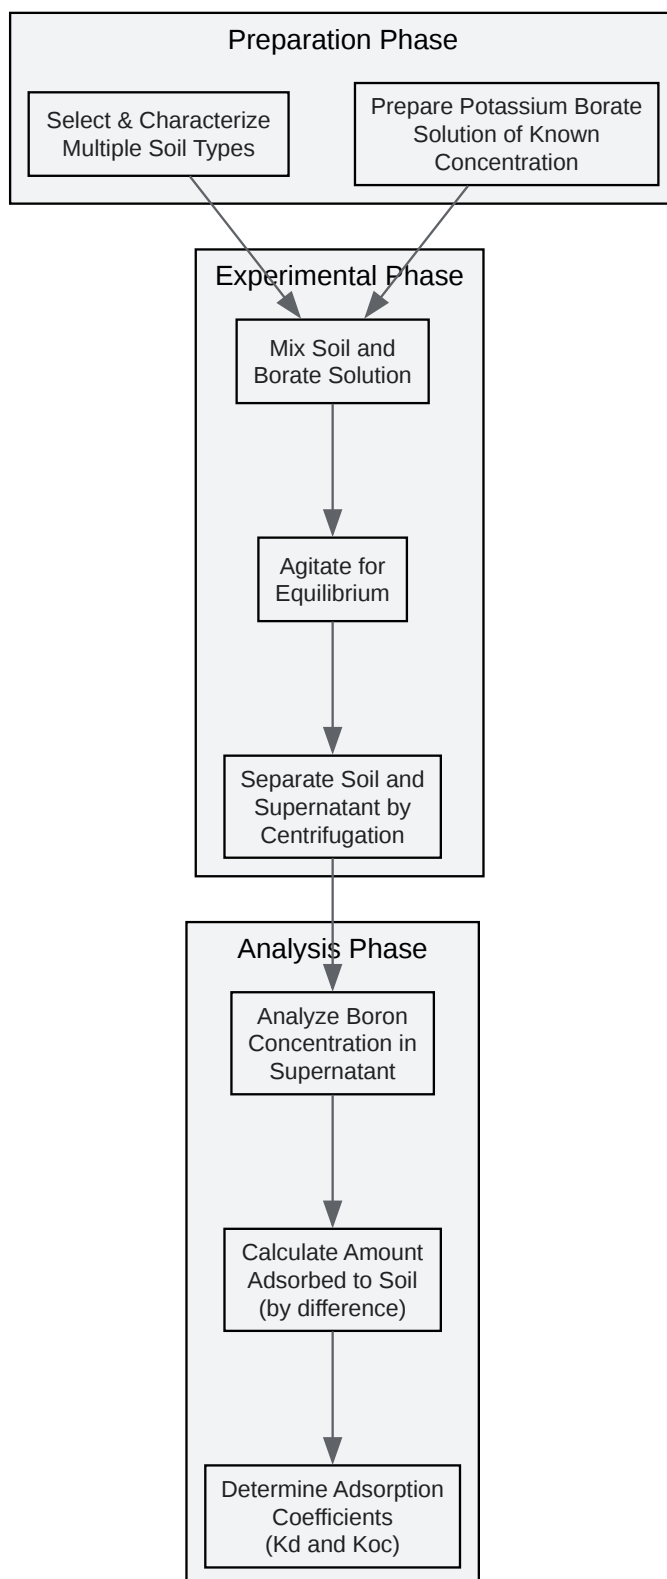 Preparation Phase
Select & Characterize
Multiple Soil Types
Prepare Potassium Borate
Solution of Known
Concentration
Experimental Phase
Mix Soil and
Borate Solution
Agitate for
Equilibrium
Separate Soil and
Supernatant by
Centrifugation
Analysis Phase
Analyze Boron
Concentration in
Supernatant
Calculate Amount
Adsorbed to Soil
(by difference)
Determine Adsorption
Coefficients
(Kd and Koc)